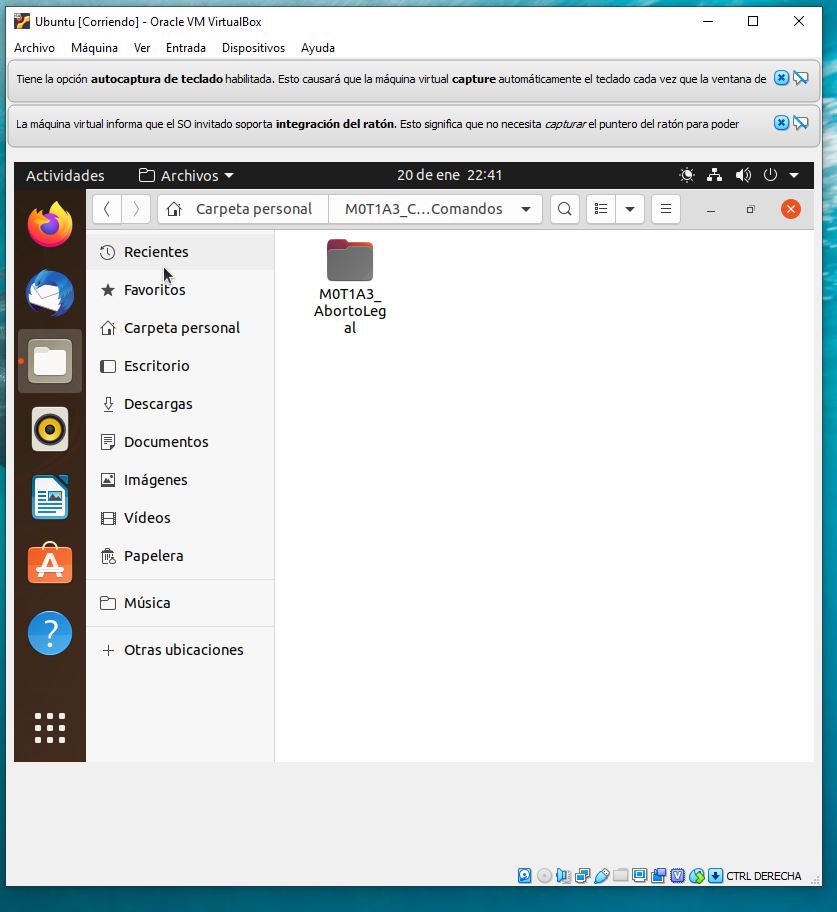 Ubuntu [Corriendo] - Oracle VM VirtualBox
Archivo Máquina Ver Entrada Dispositivos Ayuda
Tiene la opción autocaptura de teclado habilitada. Esto causará que la máquina virtual capture automáticamente el teclado cada vez que la ventana de
La máquina virtual informa que el SO invitado soporta integración del ratón. Esto significa que no necesita capturar el puntero del ratón para poder
Actividades Archivos 20 de ene 22:41
Carpeta personal M0T1A3_C...Comandos
Recientes
Favoritos
Carpeta personal
Escritorio
Descargas
Documentos
Imágenes
Vídeos
Papelera
Música
Otras ubicaciones
M0T1A3_
AbortoLeg
al
CTRL DERECHA